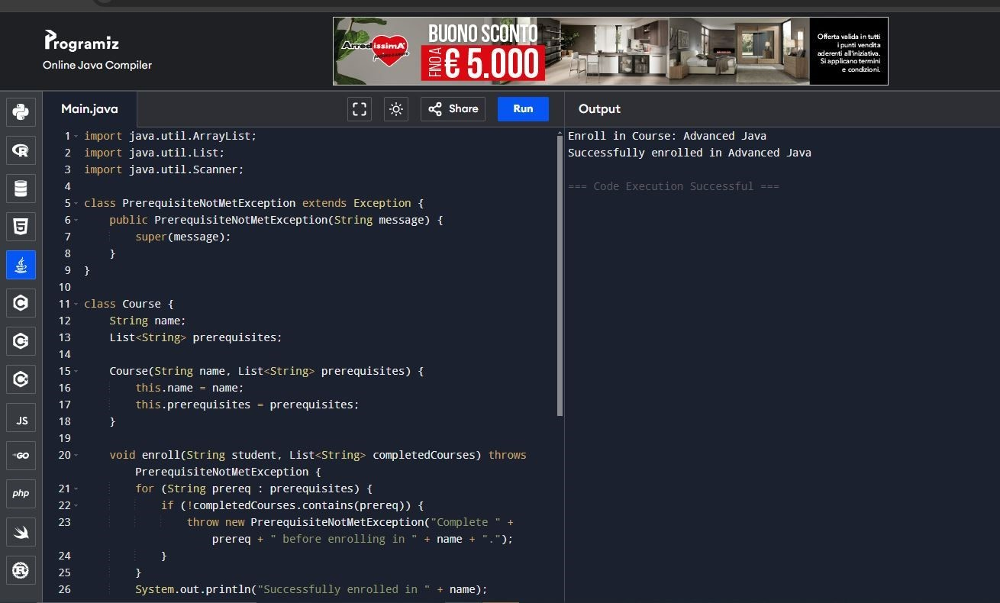 Programiz
Online Java Compiler
ArredissimA
BUONO SCONTO
FINO A
€ 5.000
Offerta valida in tutti
i punti vendita
aderenti all'iniziativa.
Si applicano termini
e condizioni.
Main.java
Share
Run
Output
1 import java.util.ArrayList;
2 import java.util.List;
3 import java.util.Scanner;
4
5 class PrerequisiteNotMetException extends Exception {
6 public PrerequisiteNotMetException(String message) {
7 super(message);
8 }
9 }
10
11 class Course {
12 String name;
13 List<String> prerequisites;
14
15 Course(String name, List<String> prerequisites) {
16 this.name = name;
17 this.prerequisites = prerequisites;
18 }
19
20 void enroll(String student, List<String> completedCourses) throws
PrerequisiteNotMetException {
21 for (String prereq : prerequisites) {
22 if (!completedCourses.contains(prereq)) {
23 throw new PrerequisiteNotMetException("Complete " +
prereq + " before enrolling in " + name + ".");
24 }
25 }
26 System.out.println("Successfully enrolled in " + name);
Enroll in Course: Advanced Java
Successfully enrolled in Advanced Java
=== Code Execution Successful ===
R
5
C
C
C
JS
GO
php
R